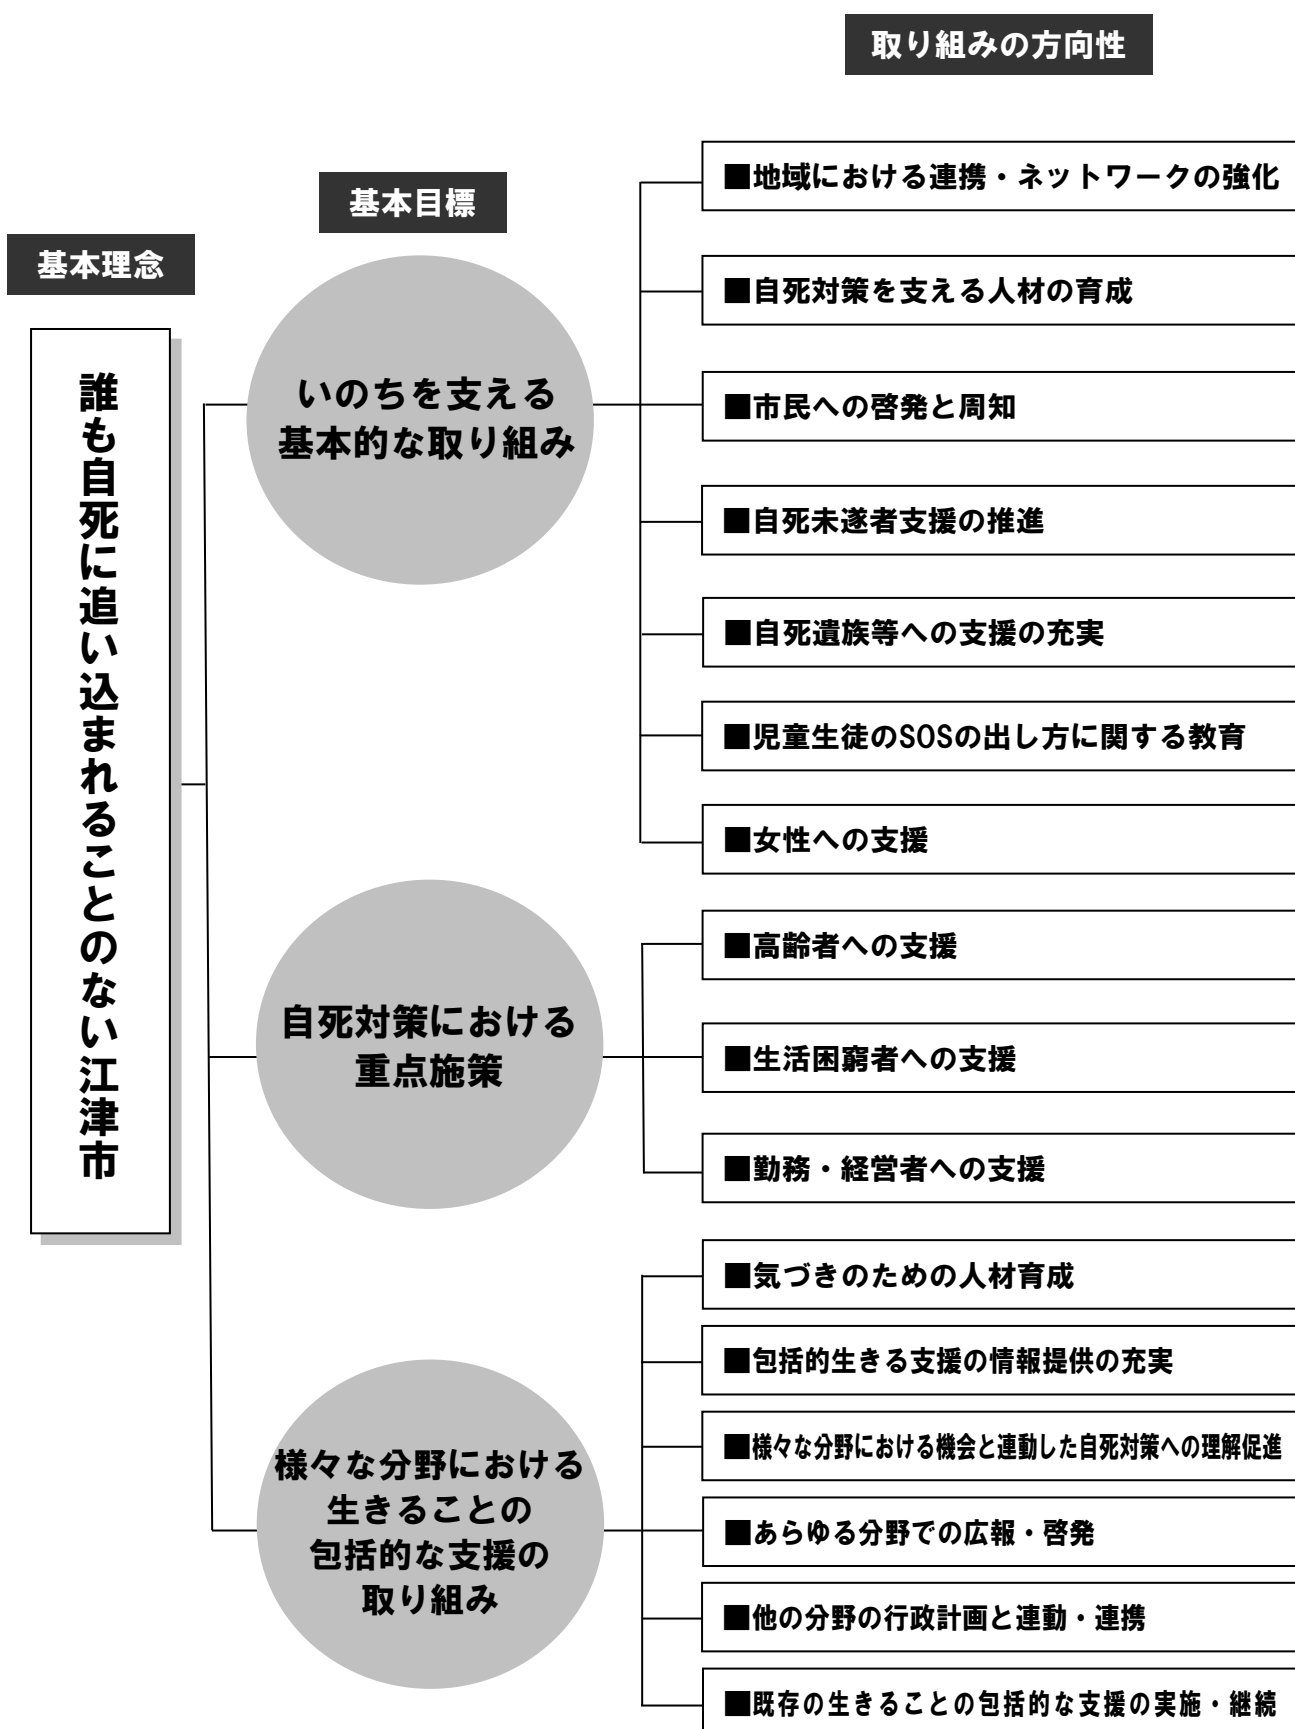 取り組みの方向性
基本目標
基本理念
誰も自死に追い込まれることのない江津市
いのちを支える
基本的な取り組み
■地域における連携・ネットワークの強化
■自死対策を支える人材の育成
■市民への啓発と周知
■自死未遂者支援の推進
■自死遺族等への支援の充実
■児童生徒のSOSの出し方に関する教育
■女性への支援
自死対策における
重点施策
■高齢者への支援
■生活困窮者への支援
■勤務・経営者への支援
様々な分野における
生きることの
包括的な支援の
取り組み
■気づきのための人材育成
■包括的生きる支援の情報提供の充実
■様々な分野における機会と連動した自死対策への理解促進
■あらゆる分野での広報・啓発
■他の分野の行政計画と連動・連携
■既存の生きることの包括的な支援の実施・継続